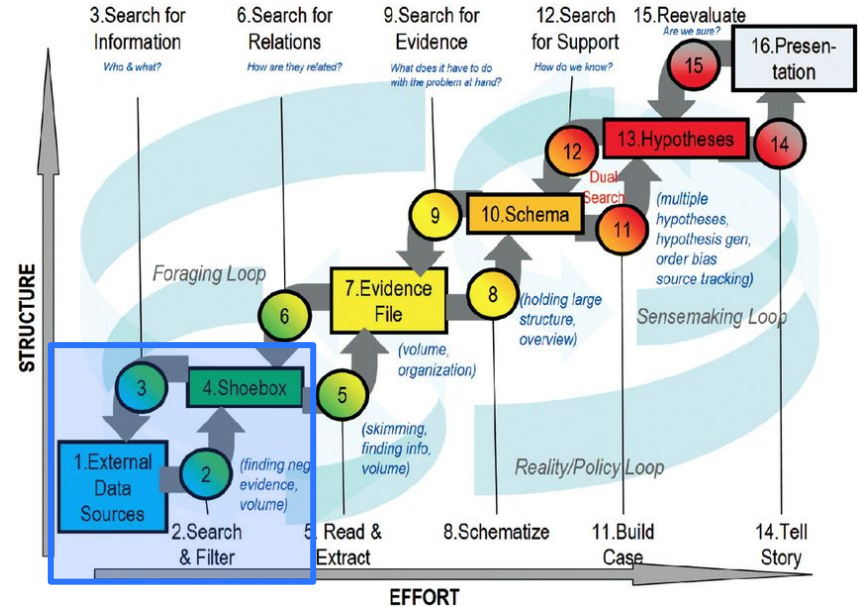 3.Search for
Information
Who & what?
6.Search for
Relations
How are they related?
9.Search for
Evidence
What does it have to do
with the problem at hand?
12.Search
for Support
How do we know?
15.Reevaluate
Are we sure?
16.Presen-
tation
15
14
13.Hypotheses
12
Dual
Search
11
(multiple
hypotheses,
hypothesis gen,
order bias
source tracking)
10.Schema
9
8
(holding large
structure,
overview)
7.Evidence
File
(volume,
organization)
6
5
(skimming,
finding info,
volume)
Foraging Loop
Sensemaking Loop
Reality/Policy Loop
4.Shoebox
3
2
(finding neg
evidence,
volume)
1.External
Data
Sources
2.Search
& Filter
5. Read &
Extract
8.Schematize
11.Build
Case
14.Tell
Story
STRUCTURE
EFFORT